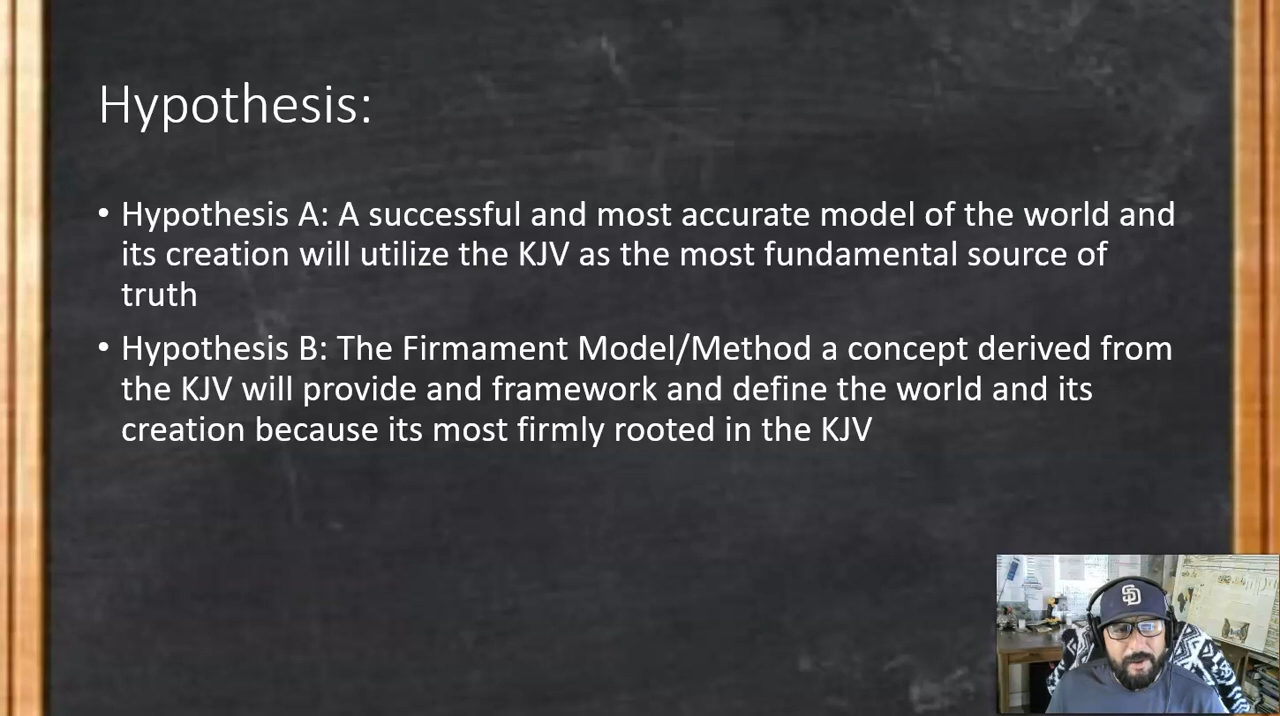 Hypothesis:
• Hypothesis A: A successful and most accurate model of the world and
its creation will utilize the KJV as the most fundamental source of
truth
• Hypothesis B: The Firmament Model/Method a concept derived from
the KJV will provide and framework and define the world and its
creation because its most firmly rooted in the KJV
SD